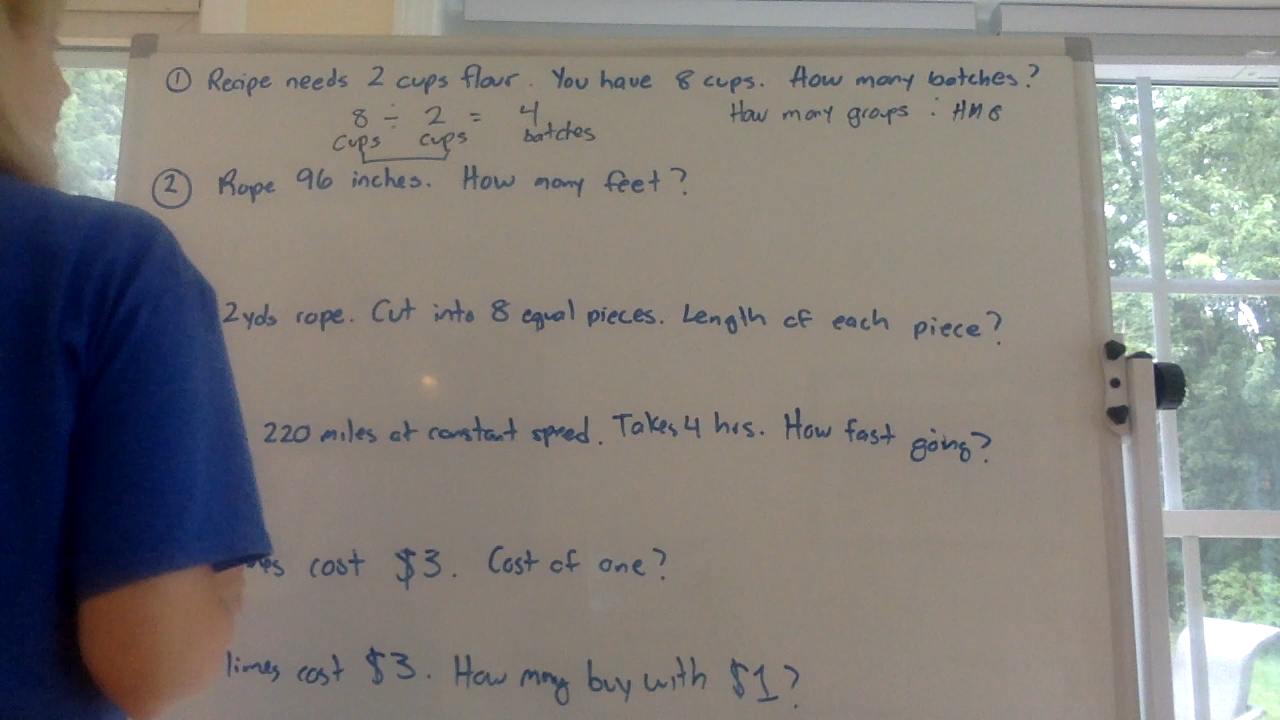 ① Recipe needs 2 cups flour. You have 8 cups. How many batches?
8 ÷ 2 = 4
cups cups batches
How many groups : HMG
② Rope 96 inches. How many feet?
2yds rope. Cut into 8 equal pieces. Length of each piece?
220 miles at constant speed. Takes 4 hrs. How fast going?
cost $3. Cost of one?
limes cost $3. How many buy with $1?